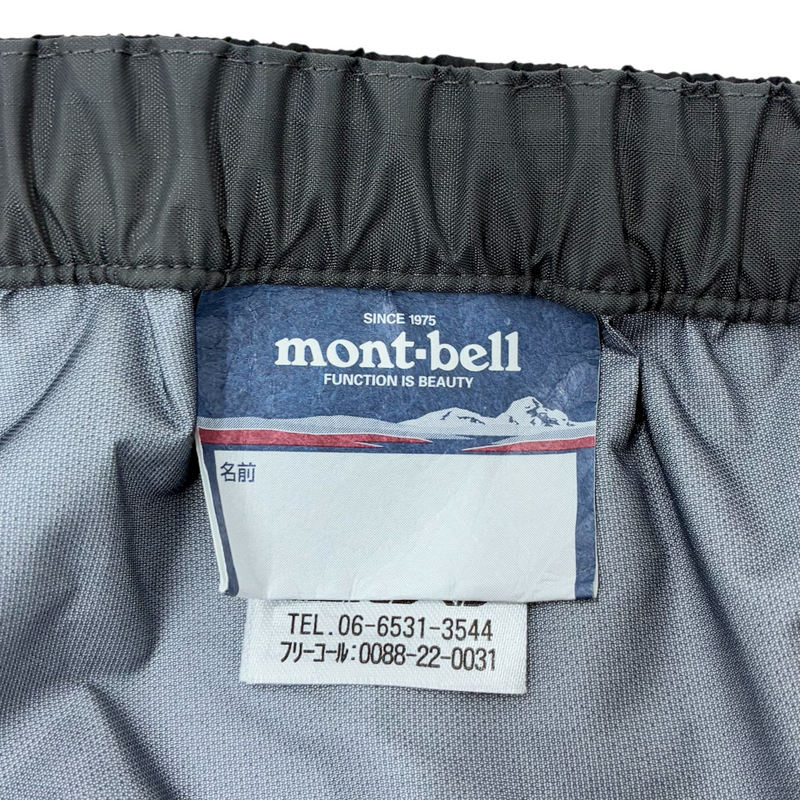 SINCE 1975
mont-bell
FUNCTION IS BEAUTY
名前
TEL.06-6531-3544
フリーコール:0088-22-0031